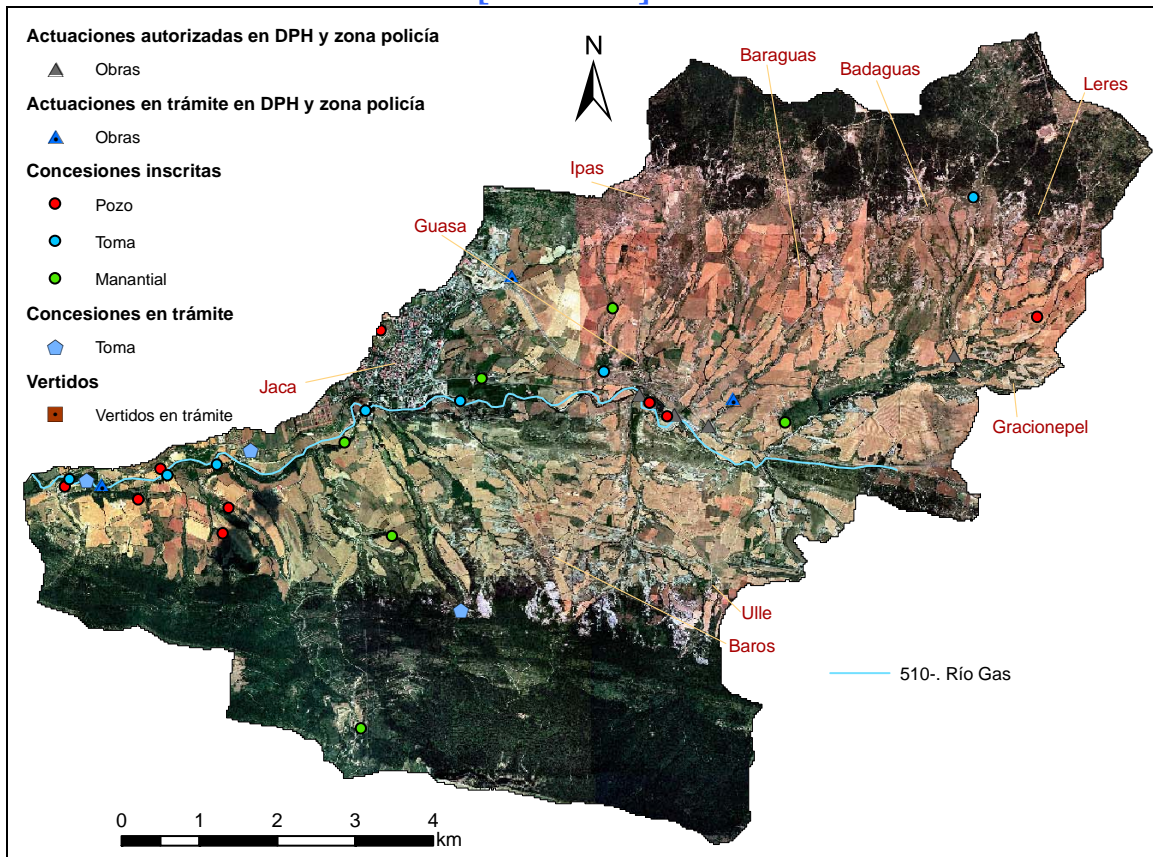 Actuaciones autorizadas en DPH y zona policía
Obras
Actuaciones en trámite en DPH y zona policía
Obras
Concesiones inscritas
Pozo
Toma
Manantial
Concesiones en trámite
Toma
Vertidos
Vertidos en trámite
N
Baraguas
Badaguas
Leres
Ipas
Guasa
Jaca
Gracionepel
Ulle
Baros
510-. Río Gas
0 1 2 3 4
km